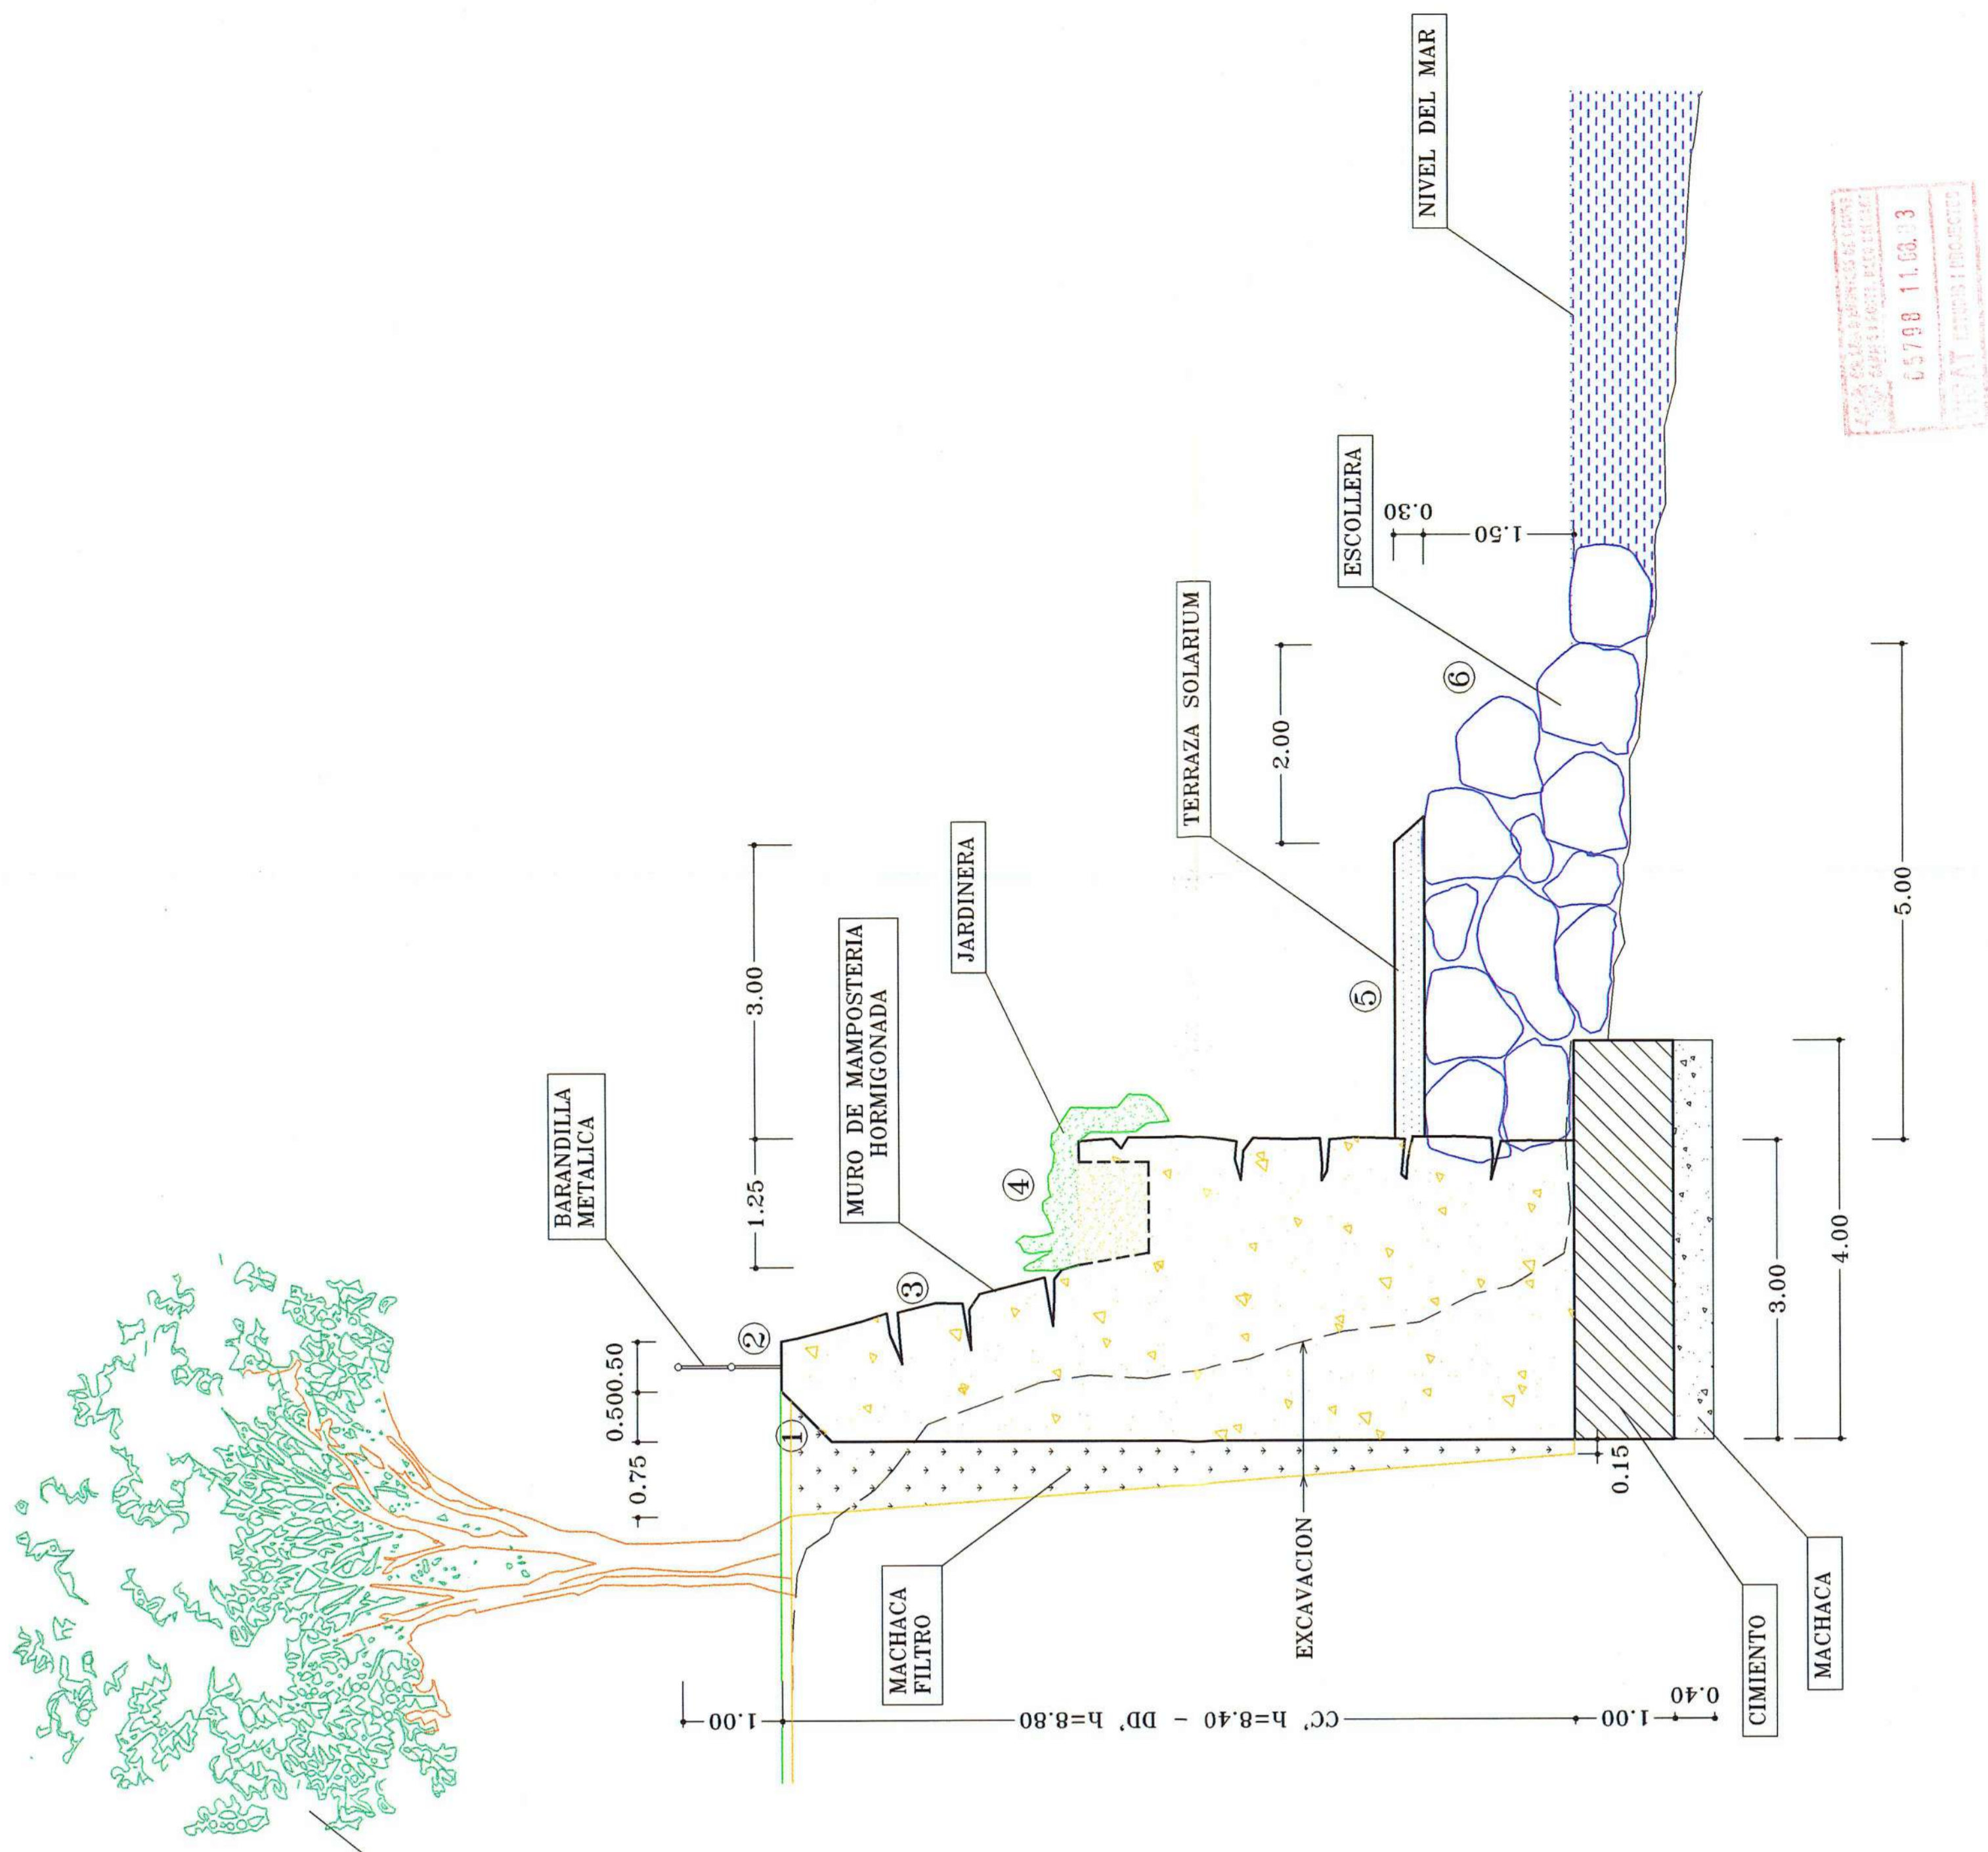 NIVEL DEL MAR
ESCOLLERA
0.30
1.50
TERRAZA SOLARIUM
2.00
6
5
5.00
JARDINERA
3.00
MURO DE MAMPOSTERIA
HORMIGONADA
4
1.25
BARANDILLA
METALICA
3
2
1
0.50
0.50
0.75
3.00
4.00
0.15
EXCAVACION
MACHACA
FILTRO
CIMIENTO
MACHACA
1.00
CC' h=8.40 - DD' h=8.80
1.00
0.40